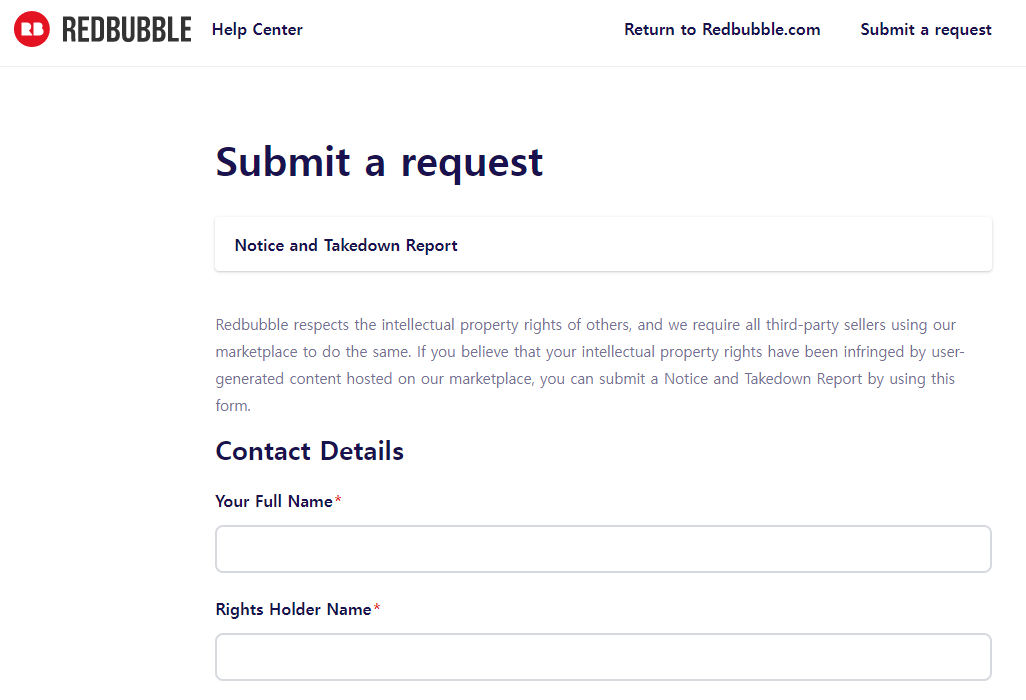 RB REDBUBBLE Help Center Return to Redbubble.com Submit a request
Submit a request
Notice and Takedown Report
Redbubble respects the intellectual property rights of others, and we require all third-party sellers using our
marketplace to do the same. If you believe that your intellectual property rights have been infringed by user-
generated content hosted on our marketplace, you can submit a Notice and Takedown Report by using this
form.
Contact Details
Your Full Name*
Rights Holder Name*